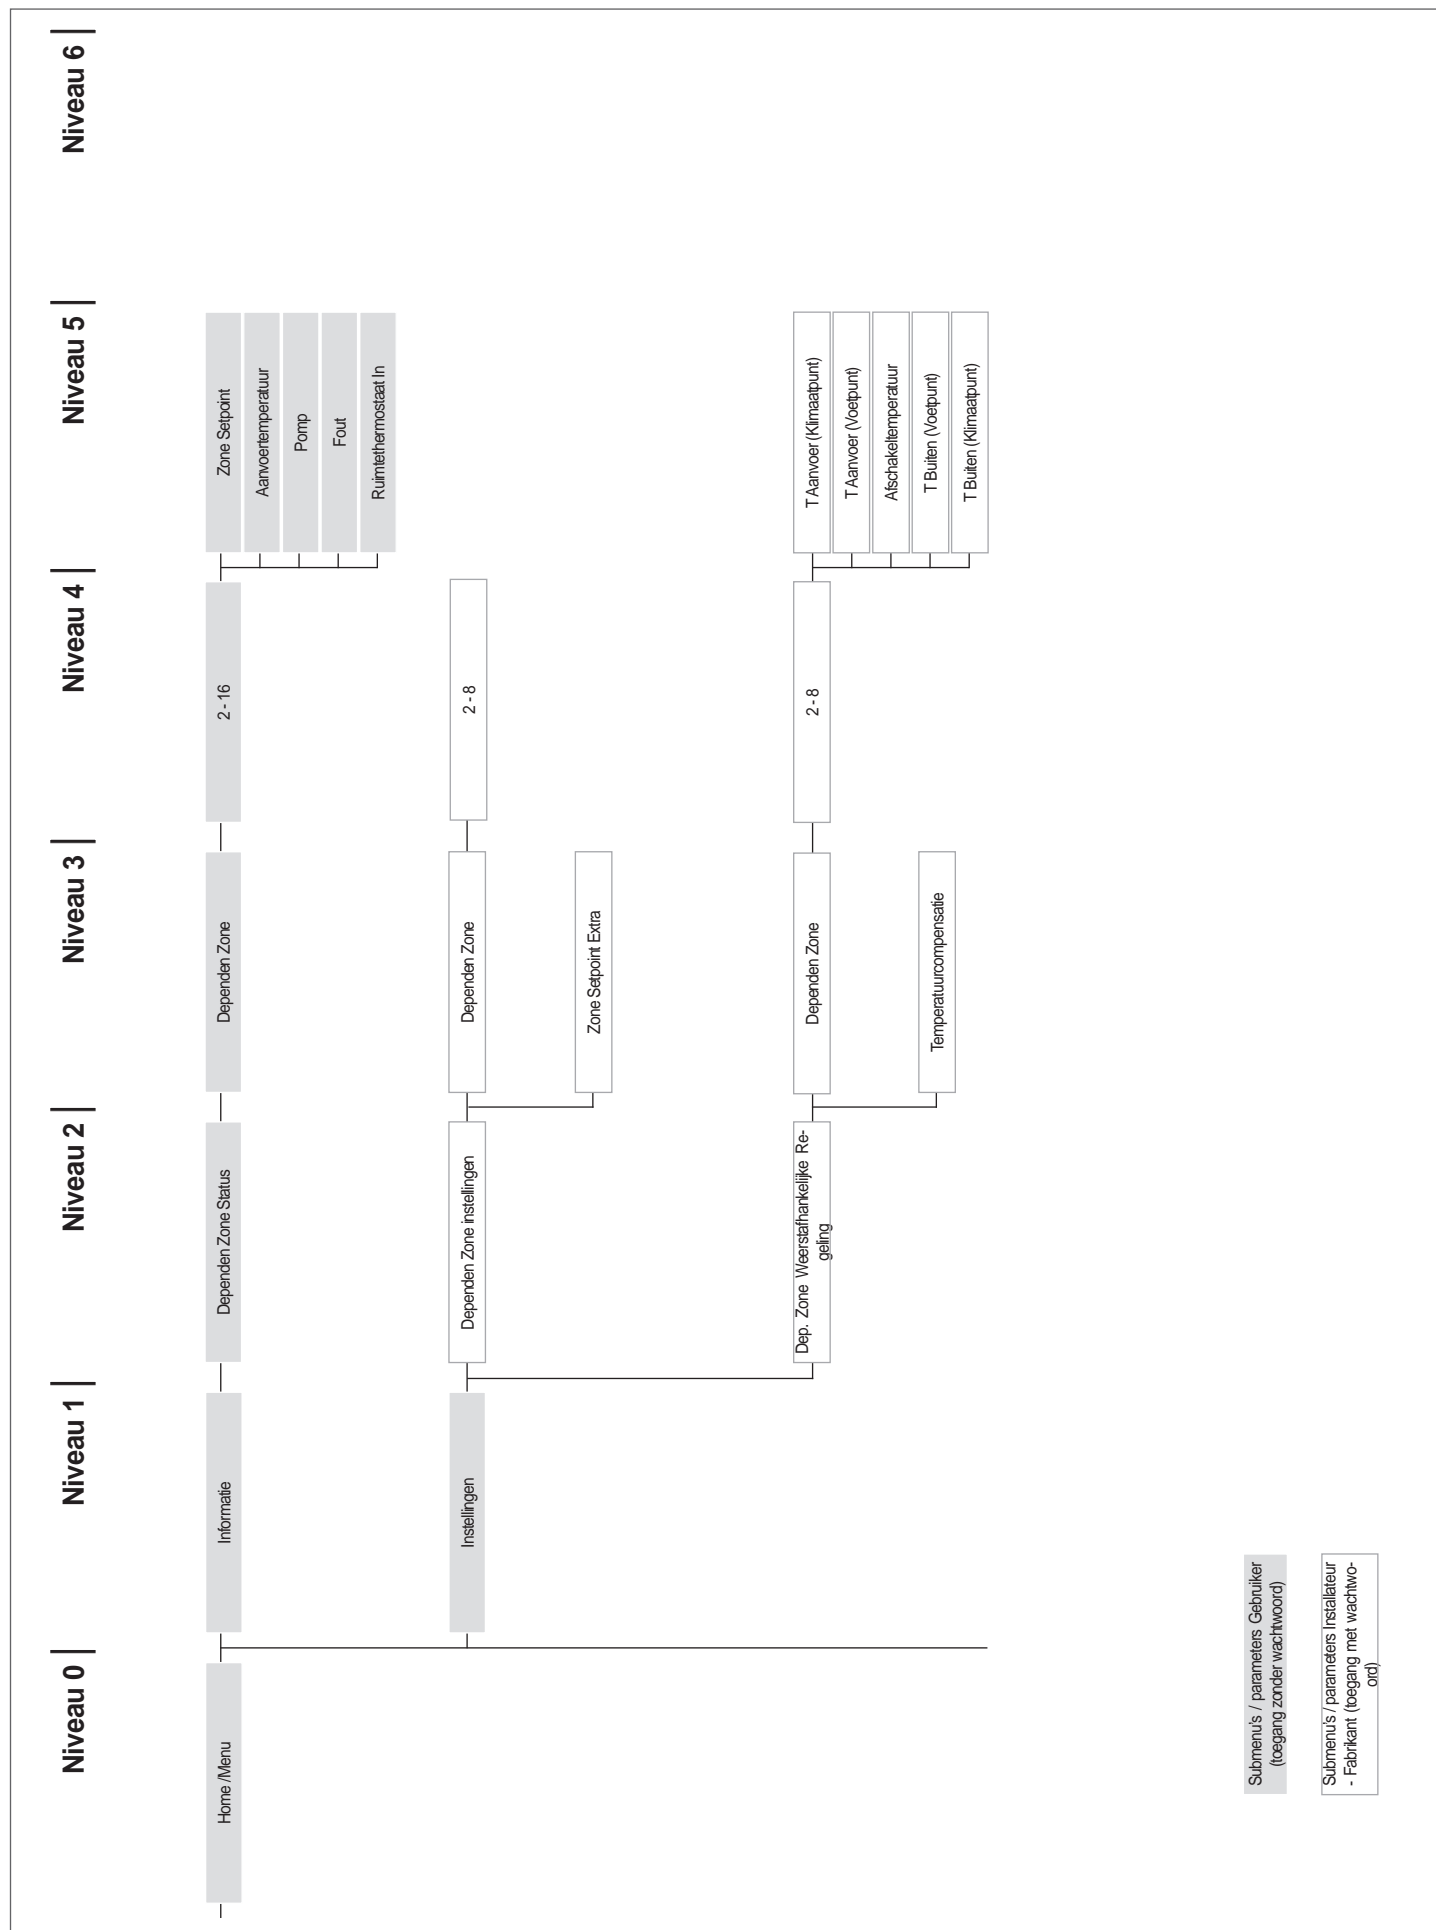 Niveau 0
Niveau 1
Niveau 2
Niveau 3
Niveau 4
Niveau 5
Niveau 6
Home /Menu
Informatie
Dependen Zone Status
Dependen Zone
2 - 16
Zone Setpoint
Aanvoertemperatuur
Pomp
Fout
Ruimtethermostaat In
Instellingen
Dependen Zone instellingen
Dependen Zone
2 - 8
Zone Setpoint Extra
Dep. Zone Weerstafhankelijke Re-
geling
Dependen Zone
2 - 8
T Aanvoer (Klimaatpunt)
T Aanvoer (Voetpunt)
Afschakeltemperatuur
T Buiten (Voetpunt)
T Buiten (Klimaatpunt)
Temperatuurcompensatie
Submenu's / parameters Gebruiker
(toegang zonder wachtwoord)
Submenu's / parameters Installateur
- Fabrikant (toegang met wachtwo-
ord)